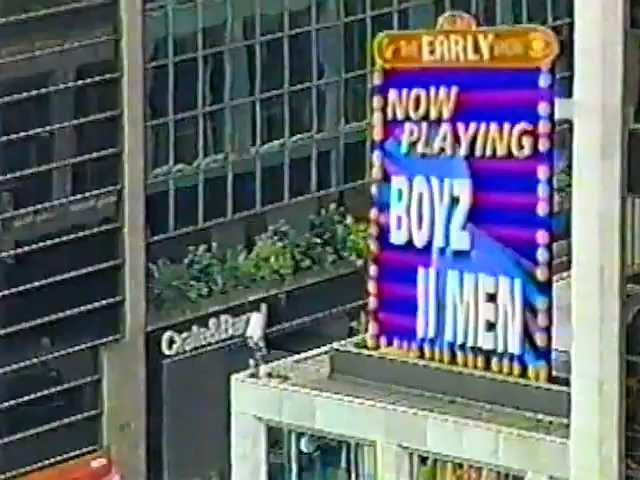 THE EARLY SHOW
NOW
PLAYING
BOYZ
II MEN
Crate&Barrel